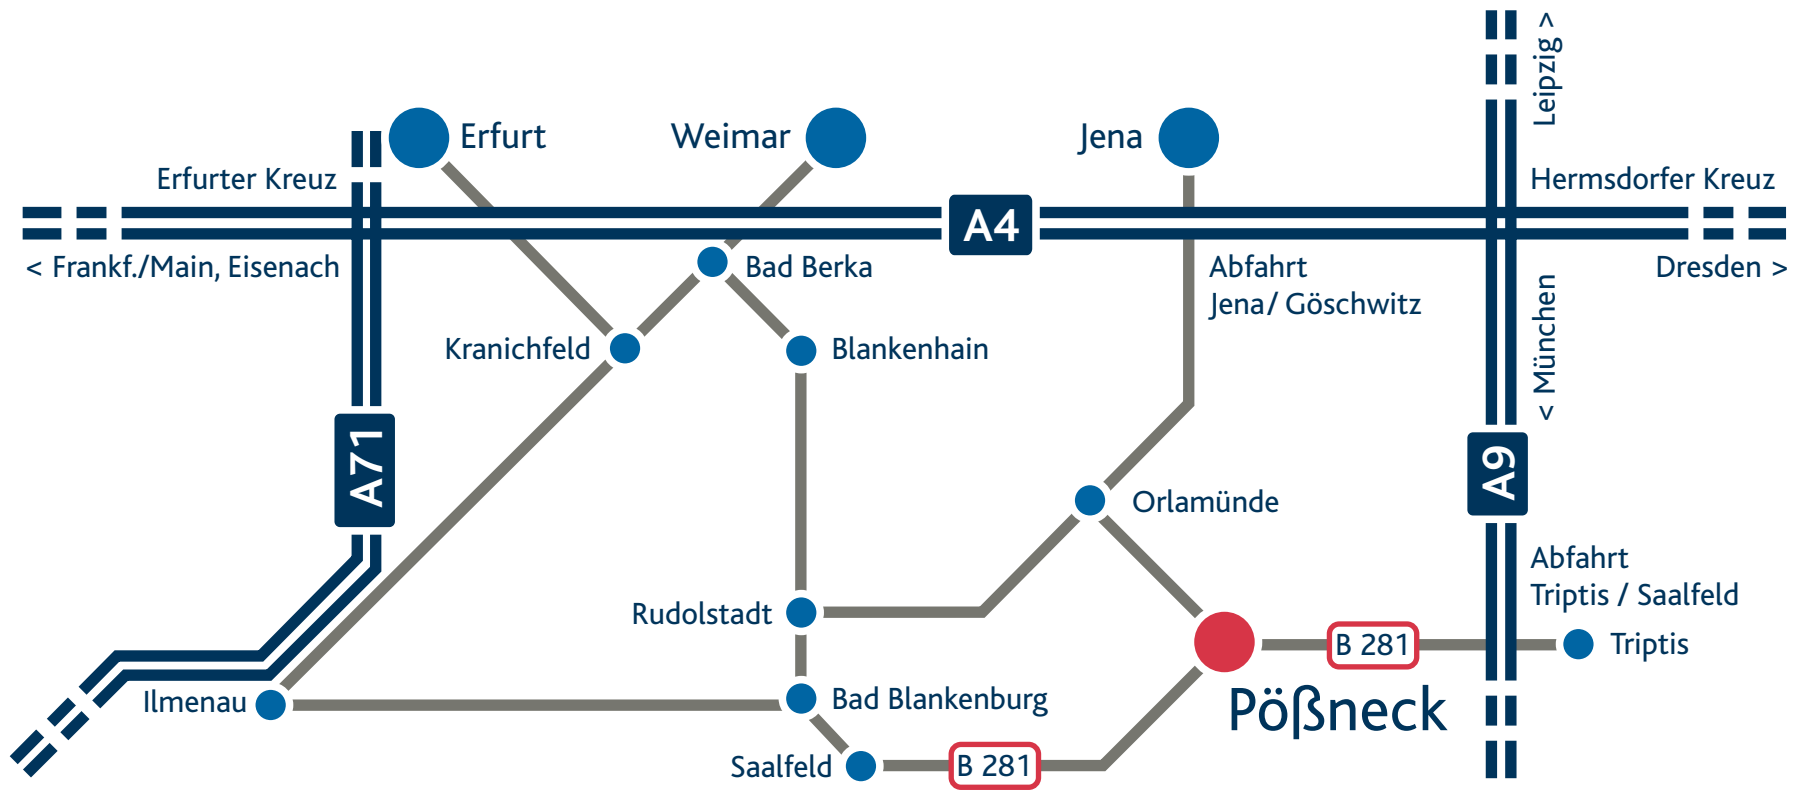 Leipzig >
Erfurt
Weimar
Jena
Erfurter Kreuz
Hermsdorfer Kreuz
A4
< Frankf./Main, Eisenach
Bad Berka
Abfahrt
Jena/ Göschwitz
Dresden >
< München
Kranichfeld
Blankenhain
A71
A9
Orlamünde
Abfahrt
Triptis / Saalfeld
Rudolstadt
B 281
Triptis
Ilmenau
Bad Blankenburg
Pößneck
Saalfeld
B 281